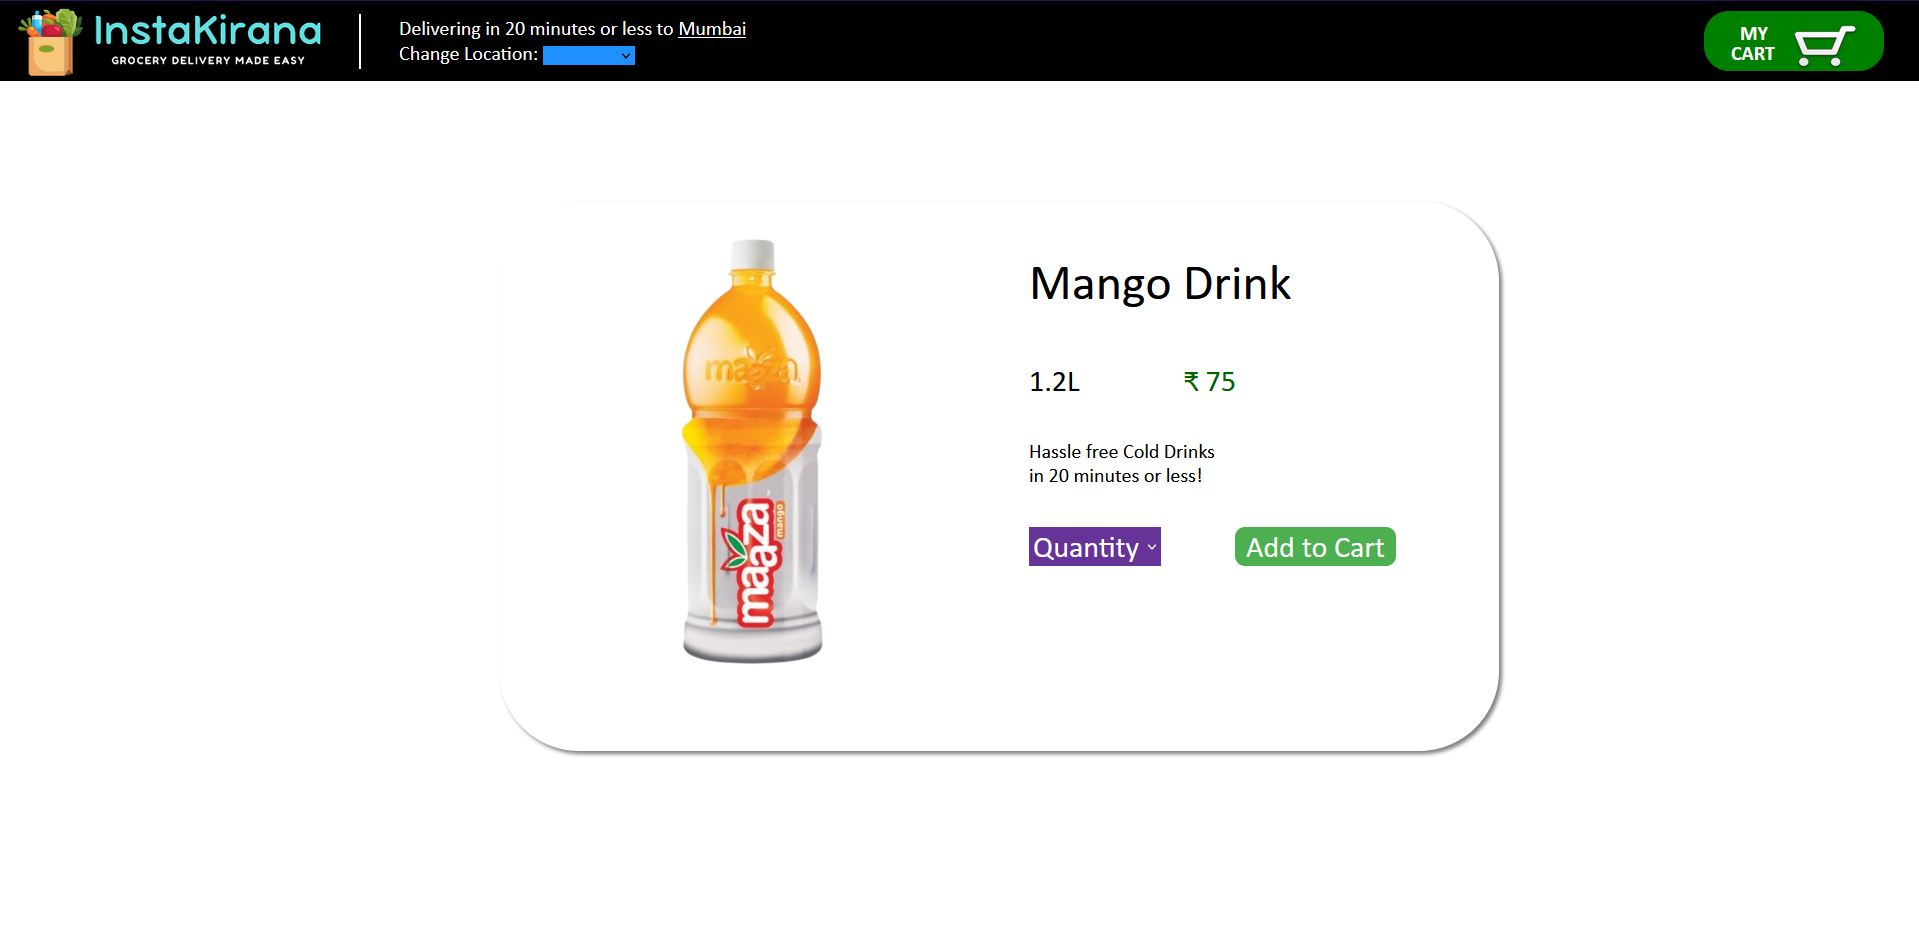 InstaKirana
GROCERY DELIVERY MADE EASY
Delivering in 20 minutes or less to Mumbai
Change Location:
MY
CART
maaza
Mango Drink
1.2L ₹ 75
Hassle free Cold Drinks
in 20 minutes or less!
maaza
mango
Quantity
Add to Cart